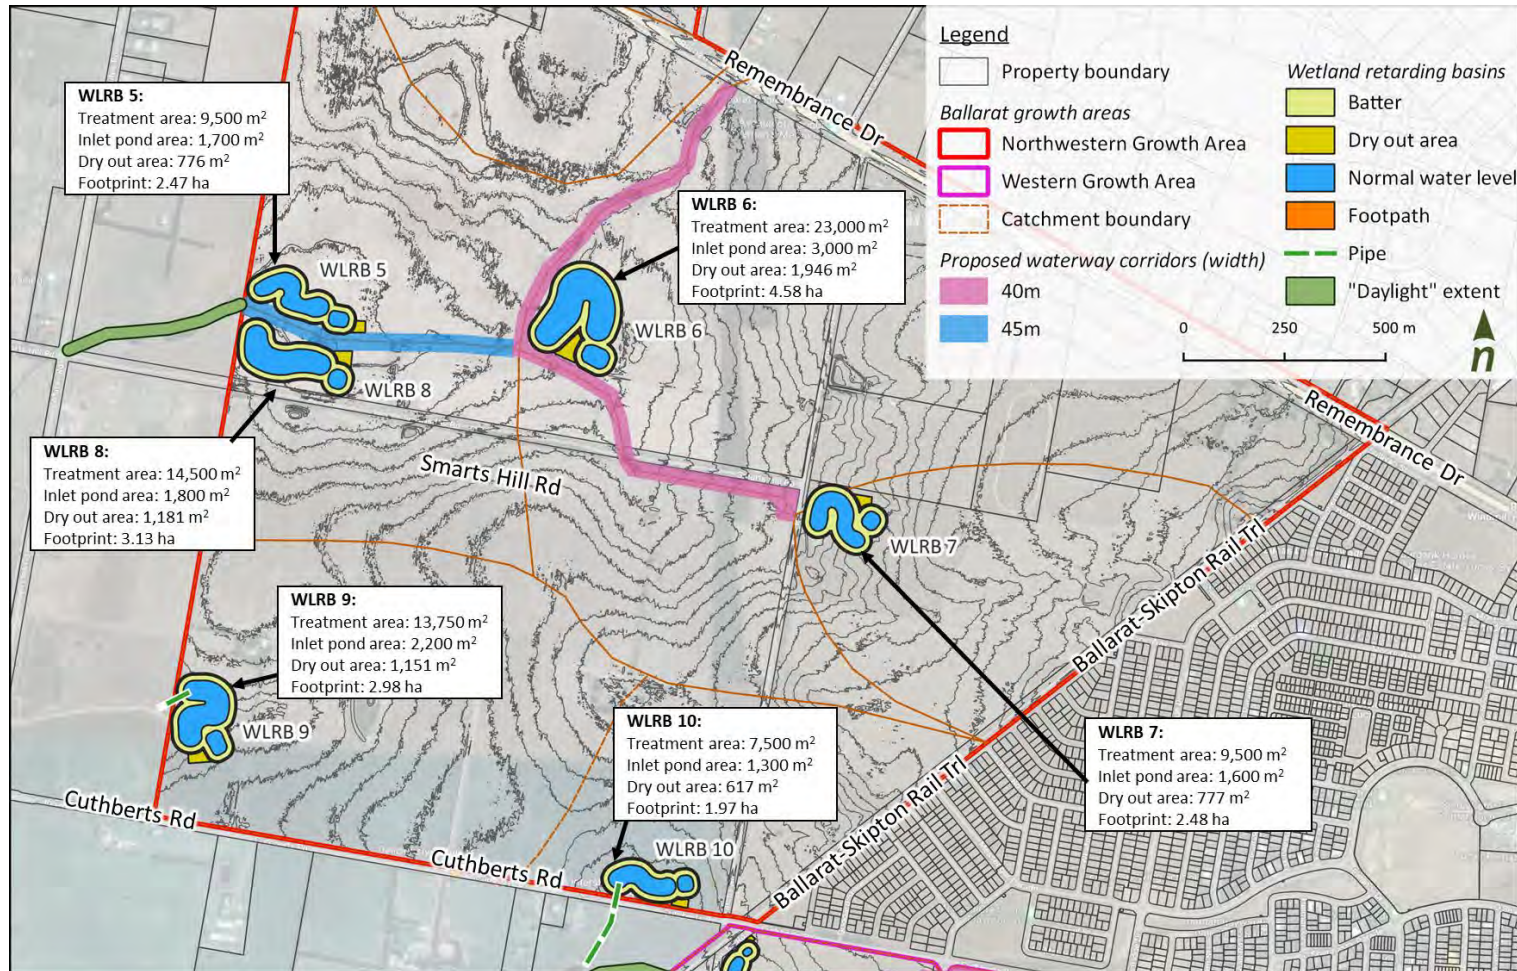 Legend
Property boundary
Ballarat growth areas
Northwestern Growth Area
Western Growth Area
Catchment boundary
Proposed waterway corridors (width)
40m
45m
Wetland retarding basins
Batter
Dry out area
Normal water level
Footpath
Pipe
"Daylight" extent
0 250 500 m
n
Remembrance Dr
WLRB 5:
Treatment area: 9,500 m²
Inlet pond area: 1,700 m²
Dry out area: 776 m²
Footprint: 2.47 ha
WLRB 6:
Treatment area: 23,000 m²
Inlet pond area: 3,000 m²
Dry out area: 1,946 m²
Footprint: 4.58 ha
WLRB 5
WLRB 6
WLRB 8
Remembrance Dr
WLRB 8:
Treatment area: 14,500 m²
Inlet pond area: 1,800 m²
Dry out area: 1,181 m²
Footprint: 3.13 ha
Smarts Hill Rd
WLRB 7
Ballarat-Skipton Rail Trl
WLRB 9:
Treatment area: 13,750 m²
Inlet pond area: 2,200 m²
Dry out area: 1,151 m²
Footprint: 2.98 ha
WLRB 9
WLRB 10:
Treatment area: 7,500 m²
Inlet pond area: 1,300 m²
Dry out area: 617 m²
Footprint: 1.97 ha
WLRB 7:
Treatment area: 9,500 m²
Inlet pond area: 1,600 m²
Dry out area: 777 m²
Footprint: 2.48 ha
Cuthberts Rd
Cuthberts Rd
WLRB 10
Ballarat-Skipton Rail Trl